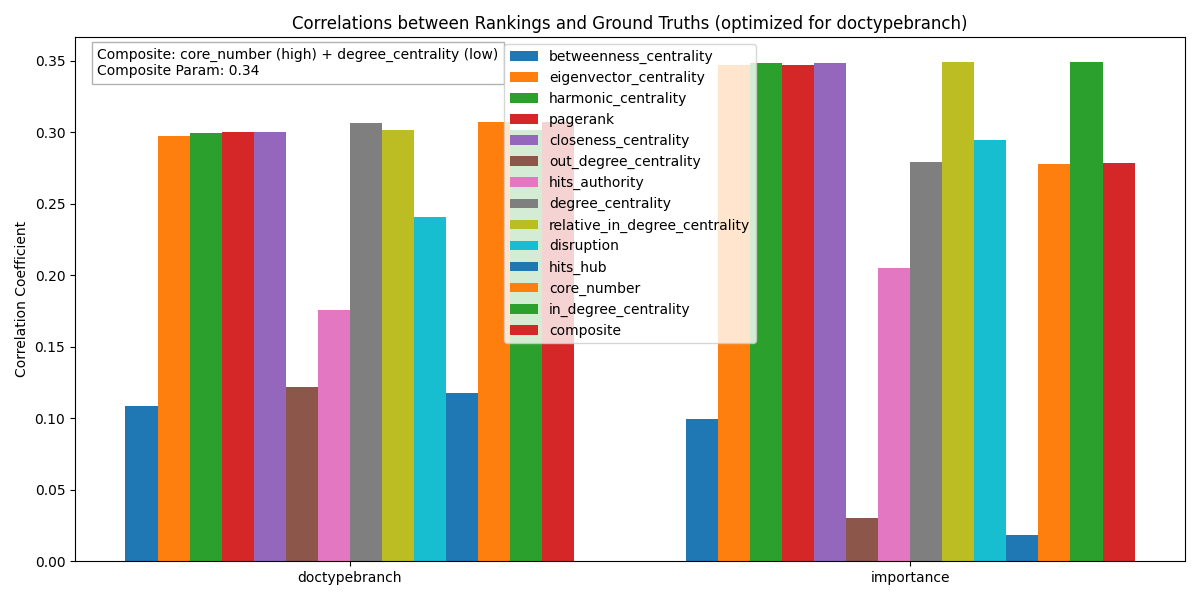 Correlations between Rankings and Ground Truths (optimized for doctypebranch)
Composite: core_number (high) + degree_centrality (low)
Composite Param: 0.34
betweenness_centrality
eigenvector_centrality
harmonic_centrality
pagerank
closeness_centrality
out_degree_centrality
hits_authority
degree_centrality
relative_in_degree_centrality
disruption
hits_hub
core_number
in_degree_centrality
composite
Correlation Coefficient
0.35
0.30
0.25
0.20
0.15
0.10
0.05
0.00
doctypebranch
importance